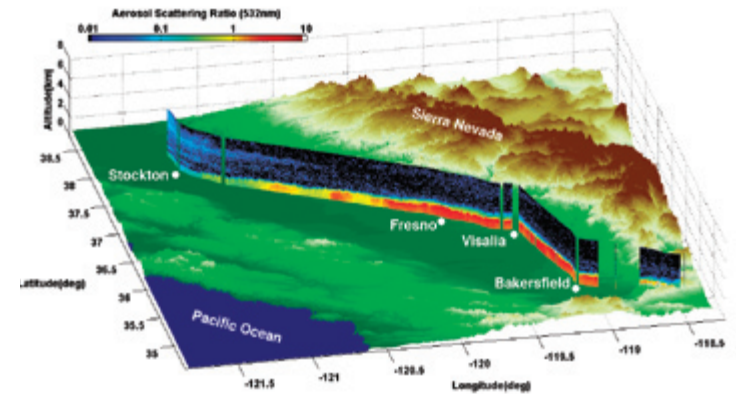 Aerosol Scattering Ratio (532nm)
0.01 0.1 1 10
Altitude(km)
8
6
4
2
0
Sierra Nevada
Stockton
Fresno
Visalia
Bakersfield
Pacific Ocean
38.5
38
37.5
37
36.5
36
35.5
35
atitude(deg)
-121.5
-121
-120.5
-120
-119.5
-119
-118.5
Longitude(deg)